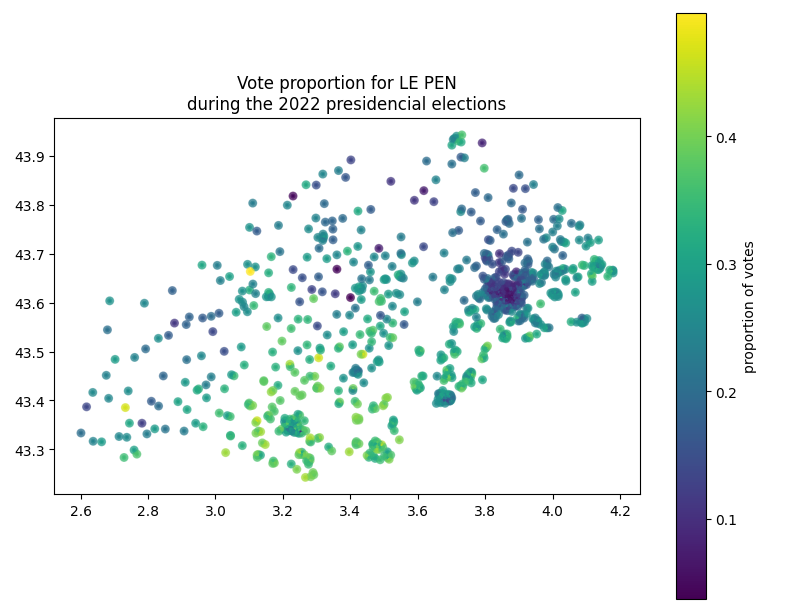 Vote proportion for LE PEN
during the 2022 presidencial elections
43.9
43.8
43.7
43.6
43.5
43.4
43.3
2.6 2.8 3.0 3.2 3.4 3.6 3.8 4.0 4.2
0.4
0.3
0.2
0.1
proportion of votes